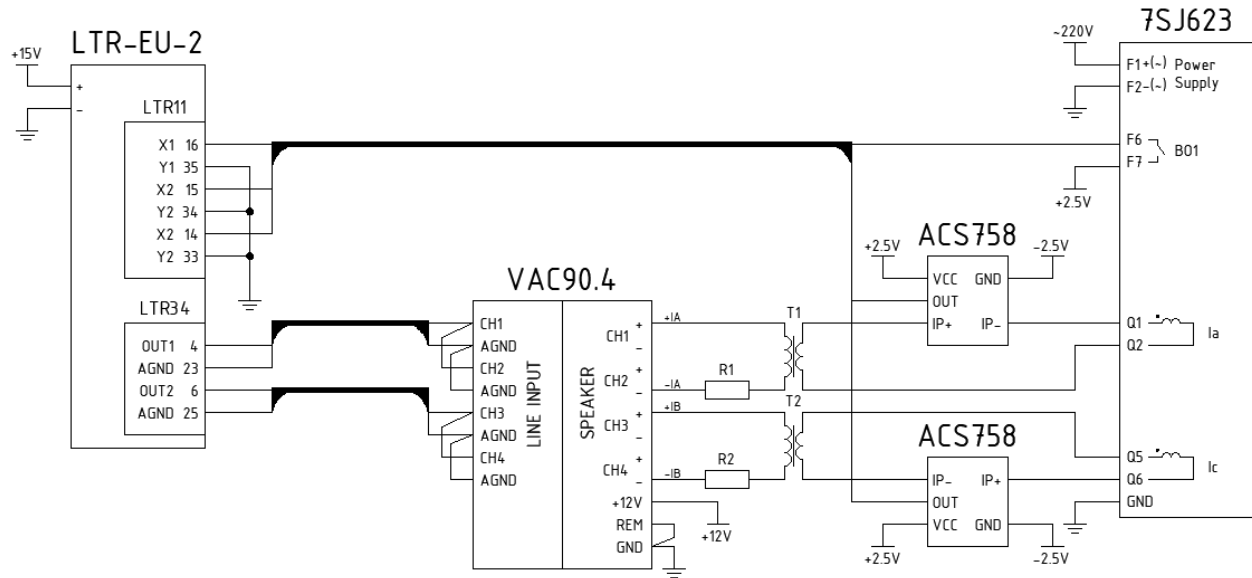 7SJ623
~220V
LTR-EU-2
+15V
F1+(~) Power
F2-(~) Supply
+
-
LTR11
X1 16
Y1 35
X2 15
Y2 34
X2 14
Y2 33
F6
F7
BO1
+2.5V
ACS758
+2.5V
-2.5V
VCC GND
OUT
IP+ IP-
VAC90.4
LTR34
OUT1 4
AGND 23
OUT2 6
AGND 25
LINE INPUT
CH1
AGND
CH2
AGND
CH3
AGND
CH4
AGND
SPEAKER
CH1
+
-
CH2
+
-
CH3
+
-
CH4
+
-
+12V
REM
GND
+IA
-IA
+IB
-IB
+12V
R1
R2
T1
T2
Q1
Q2
Ia
ACS758
IP- IP+
OUT
VCC GND
+2.5V
-2.5V
Q5
Q6
Ic
GND